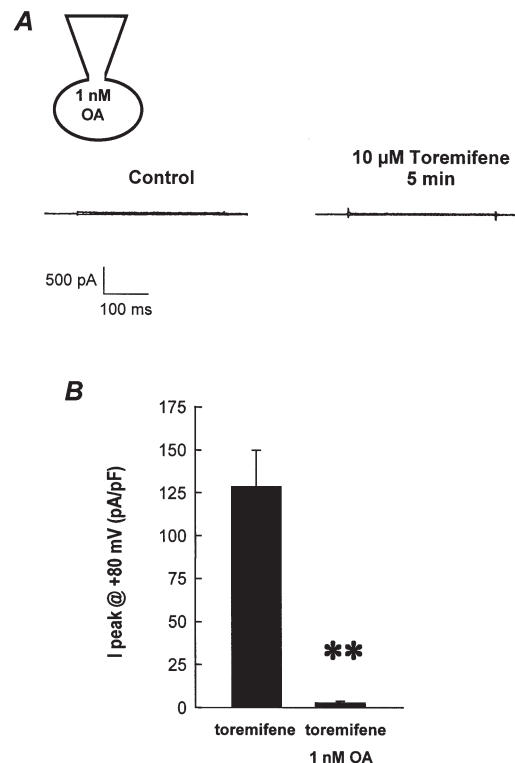 A
1 nM
OA
Control
10 µM Toremifene
5 min
500 pA
100 ms
B
I peak @ +80 mV (pA/pF)
175
150
125
100
75
50
25
0
**
toremifene toremifene
1 nM OA